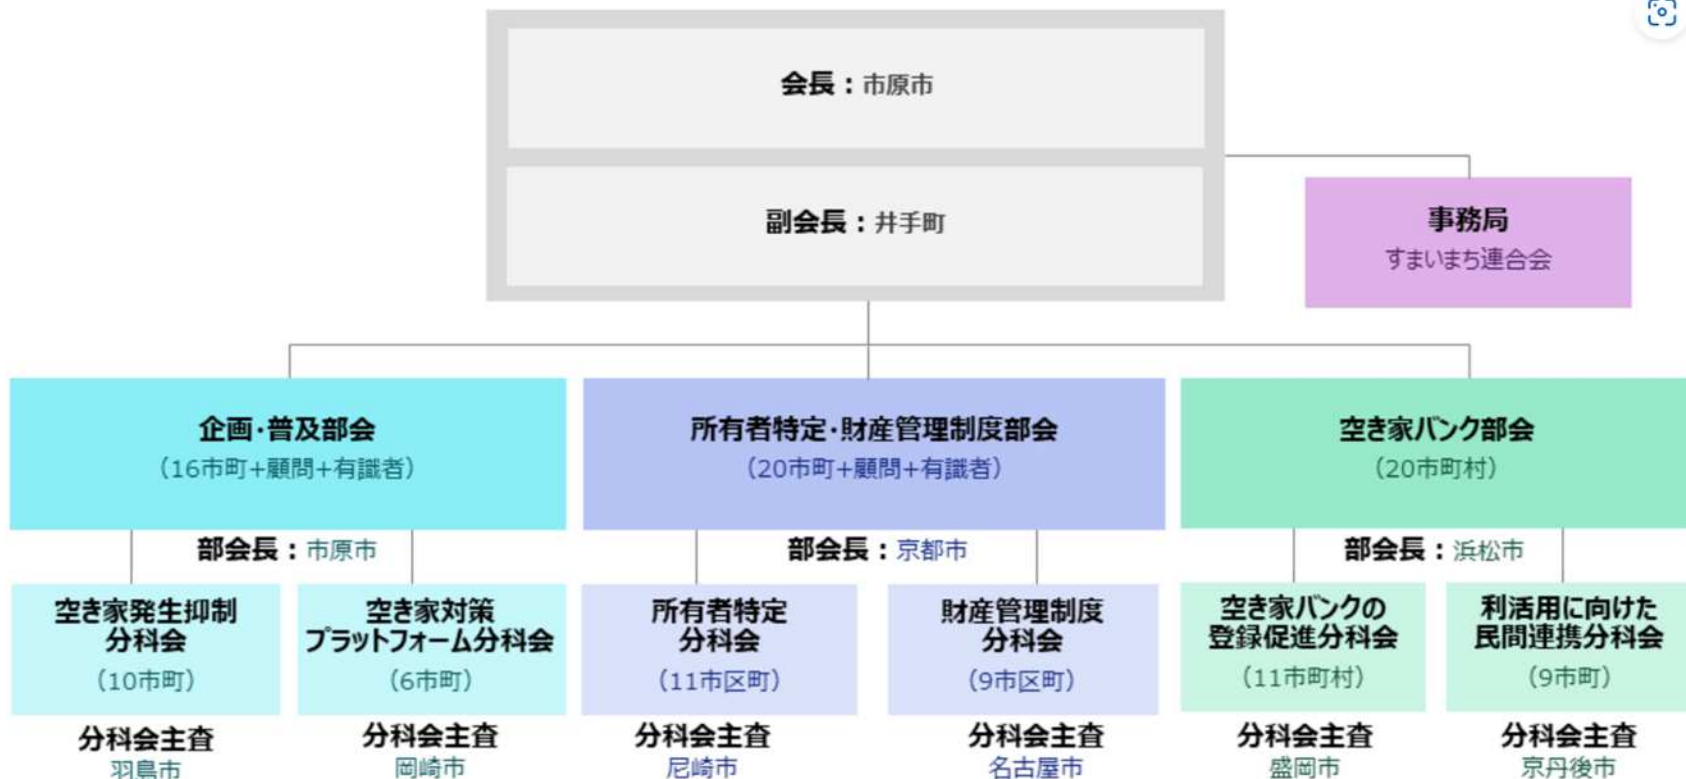 会長：市原市
副会長：井手町
事務局
すまいまち連合会
企画・普及部会
（16市町+顧問+有識者）
部会長：市原市
所有者特定・財産管理制度部会
（20市町+顧問+有識者）
部会長：京都市
空き家バンク部会
（20市町村）
部会長：浜松市
空き家発生抑制
分科会
（10市町）
分科会主査
羽島市
空き家対策
プラットフォーム分科会
（6市町）
分科会主査
岡崎市
所有者特定
分科会
（11市区町）
分科会主査
尼崎市
財産管理制度
分科会
（9市区町）
分科会主査
名古屋市
空き家バンクの
登録促進分科会
（11市町村）
分科会主査
盛岡市
利活用に向けた
民間連携分科会
（9市町）
分科会主査
京丹後市